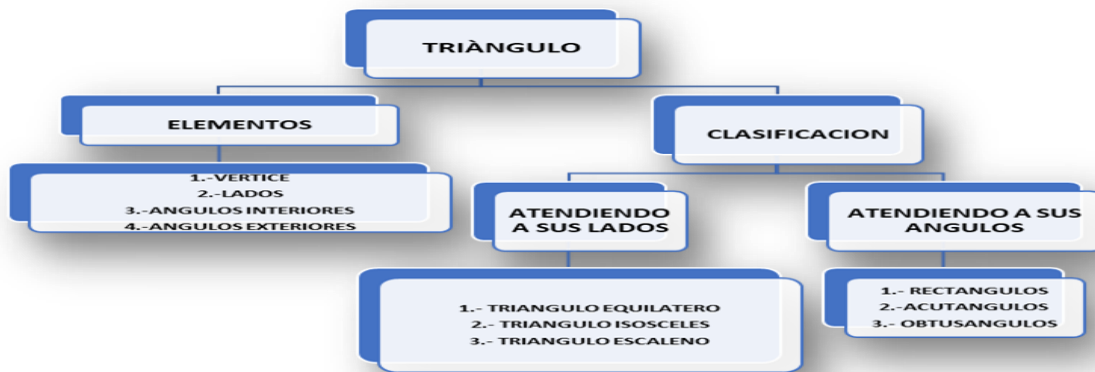 TRIÀNGULO
ELEMENTOS
CLASIFICACION
1.-VERTICE
2.-LADOS
3.-ANGULOS INTERIORES
4.-ANGULOS EXTERIORES
ATENDIENDO
A SUS LADOS
ATENDIENDO A SUS
ANGULOS
1.- TRIANGULO EQUILATERO
2.- TRIANGULO ISOSCELES
3.- TRIANGULO ESCALENO
1.- RECTANGULOS
2.-ACUTANGULOS
3.- OBTUSANGULOS